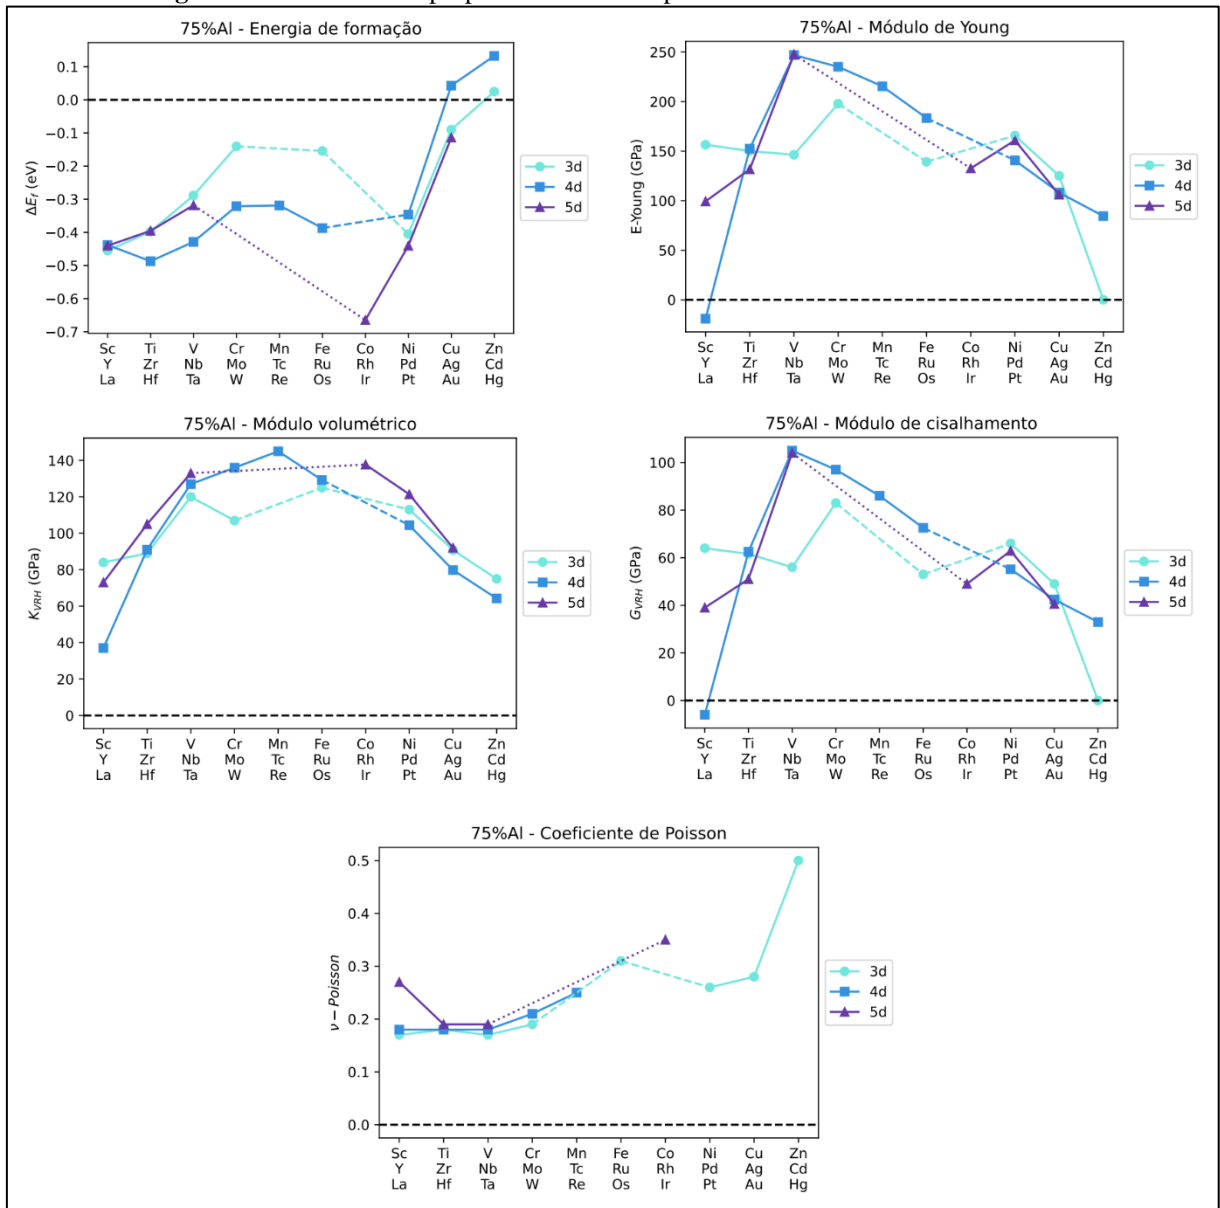 75%Al - Energia de formação
ΔE_f (eV)
0.1
0.0
−0.1
−0.2
−0.3
−0.4
−0.5
−0.6
−0.7
Sc Ti V Cr Mn Fe Co Ni Cu Zn
Y Zr Nb Mo Tc Ru Rh Pd Ag Cd
La Hf Ta W Re Os Ir Pt Au Hg
3d
4d
5d
75%Al - Módulo de Young
E-Young (GPa)
250
200
150
100
50
0
Sc Ti V Cr Mn Fe Co Ni Cu Zn
Y Zr Nb Mo Tc Ru Rh Pd Ag Cd
La Hf Ta W Re Os Ir Pt Au Hg
3d
4d
5d
75%Al - Módulo volumétrico
K_VRH (GPa)
140
120
100
80
60
40
20
0
Sc Ti V Cr Mn Fe Co Ni Cu Zn
Y Zr Nb Mo Tc Ru Rh Pd Ag Cd
La Hf Ta W Re Os Ir Pt Au Hg
3d
4d
5d
75%Al - Módulo de cisalhamento
G_VRH (GPa)
100
80
60
40
20
0
Sc Ti V Cr Mn Fe Co Ni Cu Zn
Y Zr Nb Mo Tc Ru Rh Pd Ag Cd
La Hf Ta W Re Os Ir Pt Au Hg
3d
4d
5d
75%Al - Coeficiente de Poisson
ν − Poisson
0.5
0.4
0.3
0.2
0.1
0.0
Sc Ti V Cr Mn Fe Co Ni Cu Zn
Y Zr Nb Mo Tc Ru Rh Pd Ag Cd
La Hf Ta W Re Os Ir Pt Au Hg
3d
4d
5d